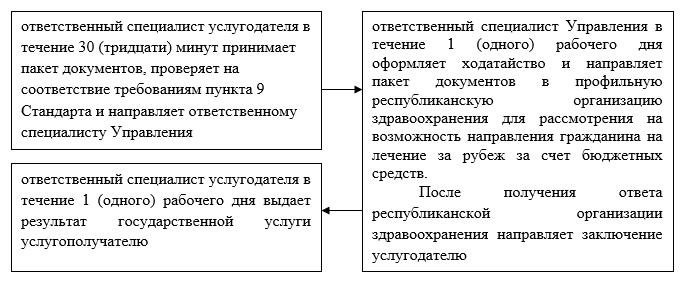 ответственный специалист услугодателя в
течение 30 (тридцати) минут принимает
пакет документов, проверяет на
соответствие требованиям пункта 9
Стандарта и направляет ответственному
специалисту Управления
ответственный специалист Управления в
течение 1 (одного) рабочего дня
оформляет ходатайство и направляет
пакет документов в профильную
республиканскую организацию
здравоохранения для рассмотрения на
возможность направления гражданина на
лечение за рубеж за счет бюджетных
средств.
После получения ответа
республиканской организации
здравоохранения направляет заключение
услугодателю
ответственный специалист услугодателя в
течение 1 (одного) рабочего дня выдает
результат государственной услуги
услугополучателю